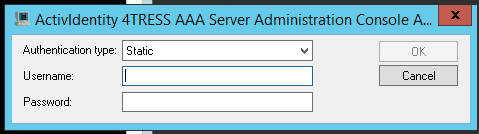 ActivIdentity 4TRESS AAA Server Administration Console A...
Authentication type: Static OK
Username: Cancel
Password: